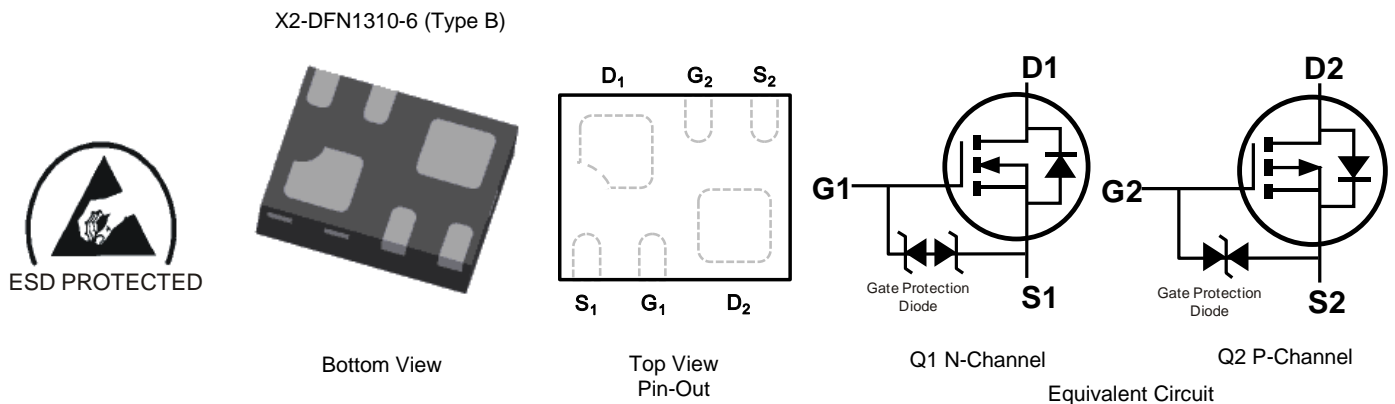 X2-DFN1310-6 (Type B)
ESD PROTECTED
Bottom View
D₁ G₂ S₂
S₁ G₁ D₂
Top View
Pin-Out
D1
G1
Gate Protection
Diode
S1
Q1 N-Channel
D2
G2
Gate Protection
Diode
S2
Q2 P-Channel
Equivalent Circuit